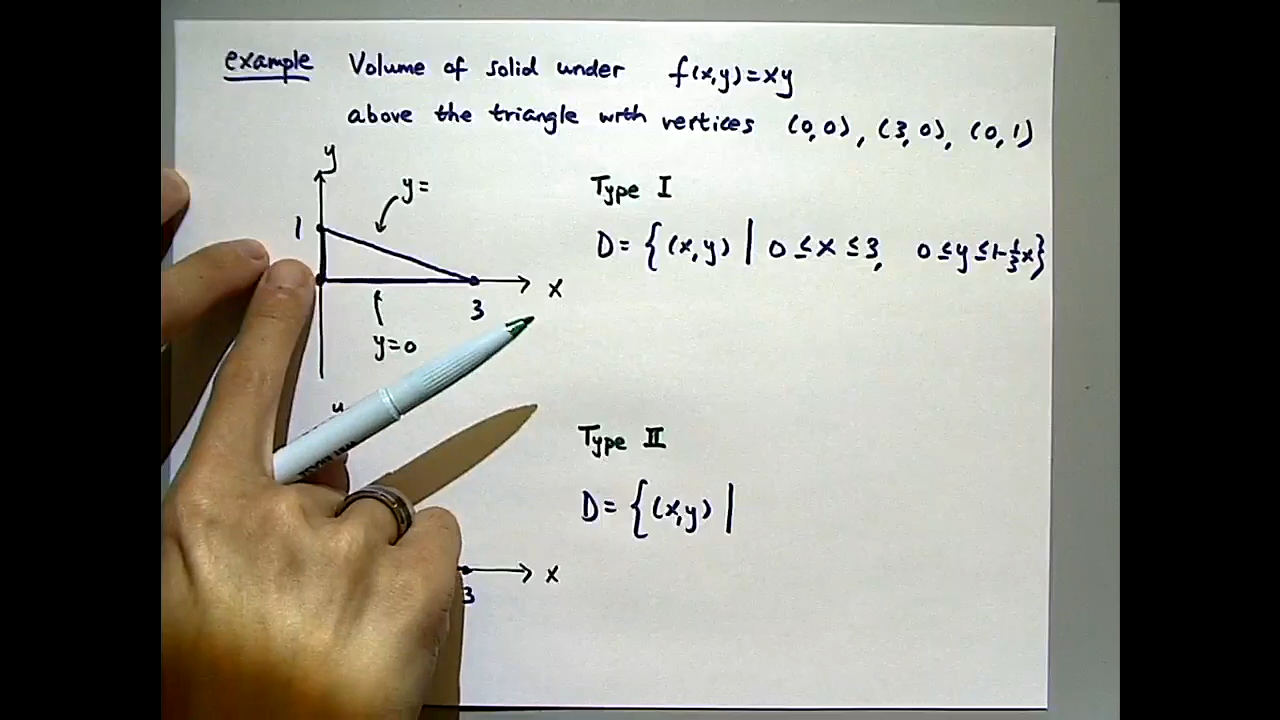 example Volume of solid under f(x,y)=xy
above the triangle with vertices (0,0), (3,0), (0,1)
y
y=
1
x
3
y=0
Type I
D= {(x,y) | 0≤x≤3, 0≤y≤1-⅓x}
y
Type II
D= {(x,y) |
x
3